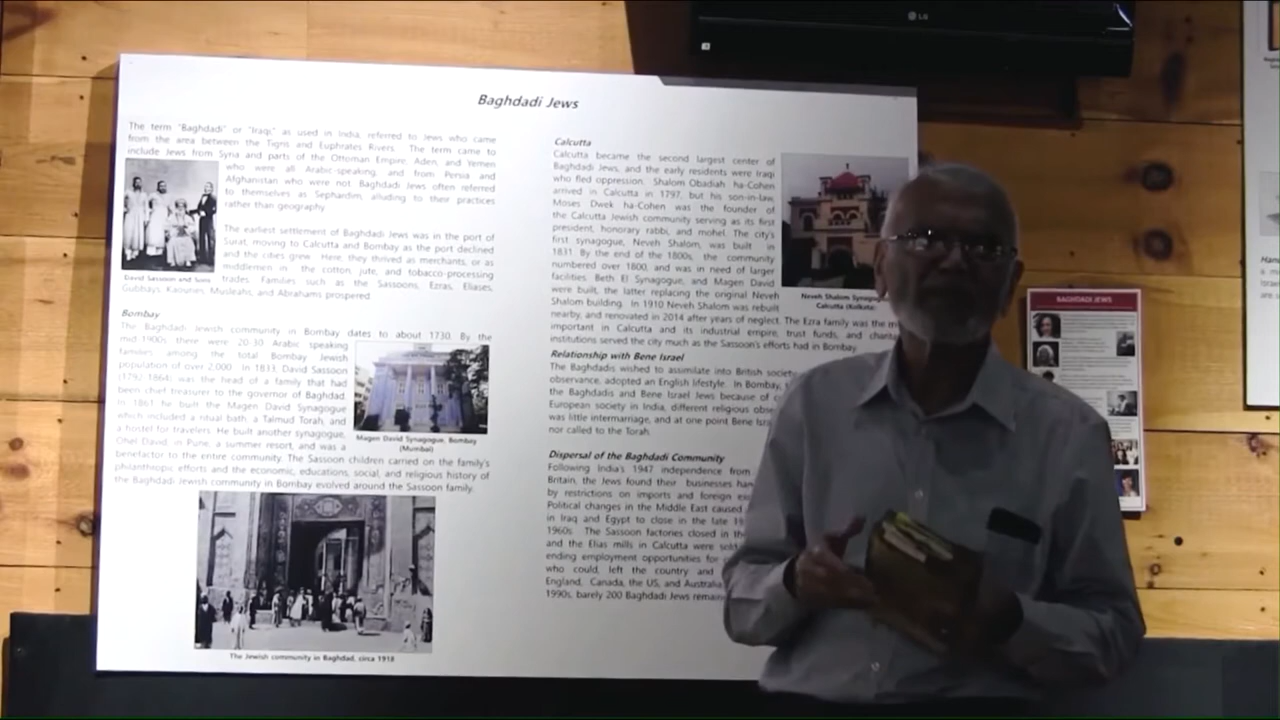 LG
Baghdadi Jews
The term "Baghdadi" or "Iraqi," as used in India, referred to Jews who came
from the area between the Tigris and Euphrates Rivers. The term came to
include Jews from Syria and parts of the Ottoman Empire, Aden, and Yemen
who were all Arabic-speaking, and from Persia and
Afghanistan who were not. Baghdadi Jews often referred
to themselves as Sephardim, alluding to their practices
rather than geography.
The earliest settlement of Baghdadi Jews was in the port of
Surat, moving to Calcutta and Bombay as the port declined
and the cities grew. Here, they thrived as merchants, or as
middlemen in the cotton, jute, and tobacco-processing
David Sassoon and Sons
trades. Families such as the Sassoons, Ezras, Eliases,
Gubbays, Kadunes, Musleahs, and Abrahams prospered.
Bombay
The Baghdadi Jewish community in Bombay dates to about 1730. By the
mid 1900s, there were 20-30 Arabic speaking
families among the total Bombay Jewish
population of over 2,000. In 1833, David Sassoon
(1792-1864) was the head of a family that had
been chief treasurer to the governor of Baghdad.
In 1861 he built the Magen David Synagogue
which included a ritual bath, a Talmud Torah, and
a hostel for travelers. He built another synagogue,
Ohel David, in Pune, a summer resort, and was a
Magen David Synagogue, Bombay
(Mumbai)
benefactor to the entire community. The Sassoon children carried on the family's
philanthropic efforts and the economic, educations, social, and religious history of
the Baghdadi Jewish community in Bombay evolved around the Sassoon family.
The Jewish community in Baghdad, circa 1918
Calcutta
Calcutta became the second largest center of
Baghdadi Jews, and the early residents were Iraqi
who fled oppression. Shalom Obadiah ha-Cohen
arrived in Calcutta in 1797, but his son-in-law,
Moses Dwek ha-Cohen was the founder of
the Calcutta Jewish community serving as its first
president, honorary rabbi, and mohel. The city's
first synagogue, Neveh Shalom, was built in
1831. By the end of the 1800s, the community
numbered over 1800, and was in need of larger
facilities. Beth El Synagogue, and Magen David
were built, the latter replacing the original Neveh
Neveh Shalom Synagog
Calcutta (Kolkata)
Shalom building. In 1910 Neveh Shalom was rebuilt
nearby, and renovated in 2014 after years of neglect. The Ezra family was the m
important in Calcutta and its industrial empire, trust funds, and charita
institutions served the city much as the Sassoon's efforts had in Bombay.
Relationship with Bene Israel
The Baghdadis wished to assimilate into British society
observance, adopted an English lifestyle. In Bombay,
the Baghdadis and Bene Israel Jews because of
European society in India, different religious obse
was little intermarriage, and at one point Bene Isra
nor called to the Torah.
Dispersal of the Baghdadi Community
Following India's 1947 independence from
Britain, the Jews found their businesses ha
by restrictions on imports and foreign ex
Political changes in the Middle East caused
in Iraq and Egypt to close in the late 19
1960s. The Sassoon factories closed in th
and the Elias mills in Calcutta were sold
ending employment opportunities for
who could, left the country and
England, Canada, the US, and Australia
1990s, barely 200 Baghdadi Jews remain
BAGHDADI JEWS